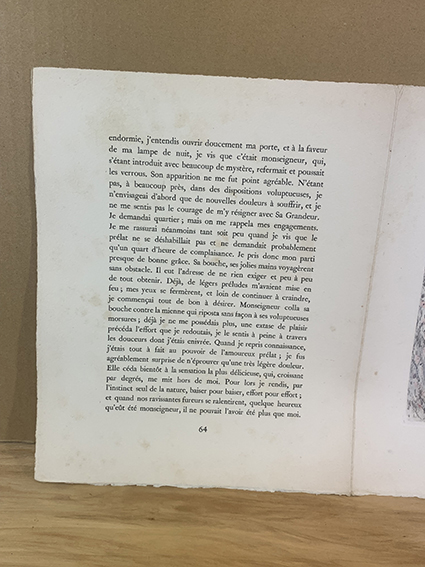 endormie, j'entendis ouvrir doucement ma porte, et à la faveur
de ma lampe de nuit, je vis que c'était monseigneur, qui,
s'étant introduit avec beaucoup de mystère, refermait et poussait
les verrous. Son apparition ne me fut point agréable. N'étant
pas, à beaucoup près, dans des dispositions voluptueuses, je
n'envisageai d'abord que de nouvelles douleurs à souffrir, et je
ne me sentis pas le courage de m'y résigner avec Sa Grandeur.
Je demandai quartier ; mais on me rappela mes engagements.
Je me rassurai néanmoins tant soit peu quand je vis que le
prélat ne se déshabillait pas et ne demandait probablement
qu'un quart d'heure de complaisance. Je pris donc mon parti
presque de bonne grâce. Sa bouche, ses jolies mains voyagèrent
sans obstacle. Il eut l'adresse de ne rien exiger et peu à peu
de tout obtenir. Déjà, de légers préludes m'avaient mise en
feu ; mes yeux se fermèrent, et loin de continuer à craindre,
je commençai tout de bon à désirer. Monseigneur colla sa
bouche contre la mienne qui riposta sans façon à ses voluptueuses
morsures ; déjà je ne me possédais plus, une extase de plaisir
précéda l'effort que je redoutais, je le sentis à peine à travers
les douceurs dont j'étais enivrée. Quand je repris connaissance,
j'étais tout à fait au pouvoir de l'amoureux prélat ; je fus
agréablement surprise de n'éprouver qu'une très légère douleur.
Elle céda bientôt à la sensation la plus délicieuse, qui, croissant
par degrés, me mit hors de moi. Pour lors je rendis, par
l'instinct seul de la nature, baiser pour baiser, effort pour effort ;
et quand nos ravissantes fureurs se ralentirent, quelque heureux
qu'eût été monseigneur, il ne pouvait l'avoir été plus que moi.
64